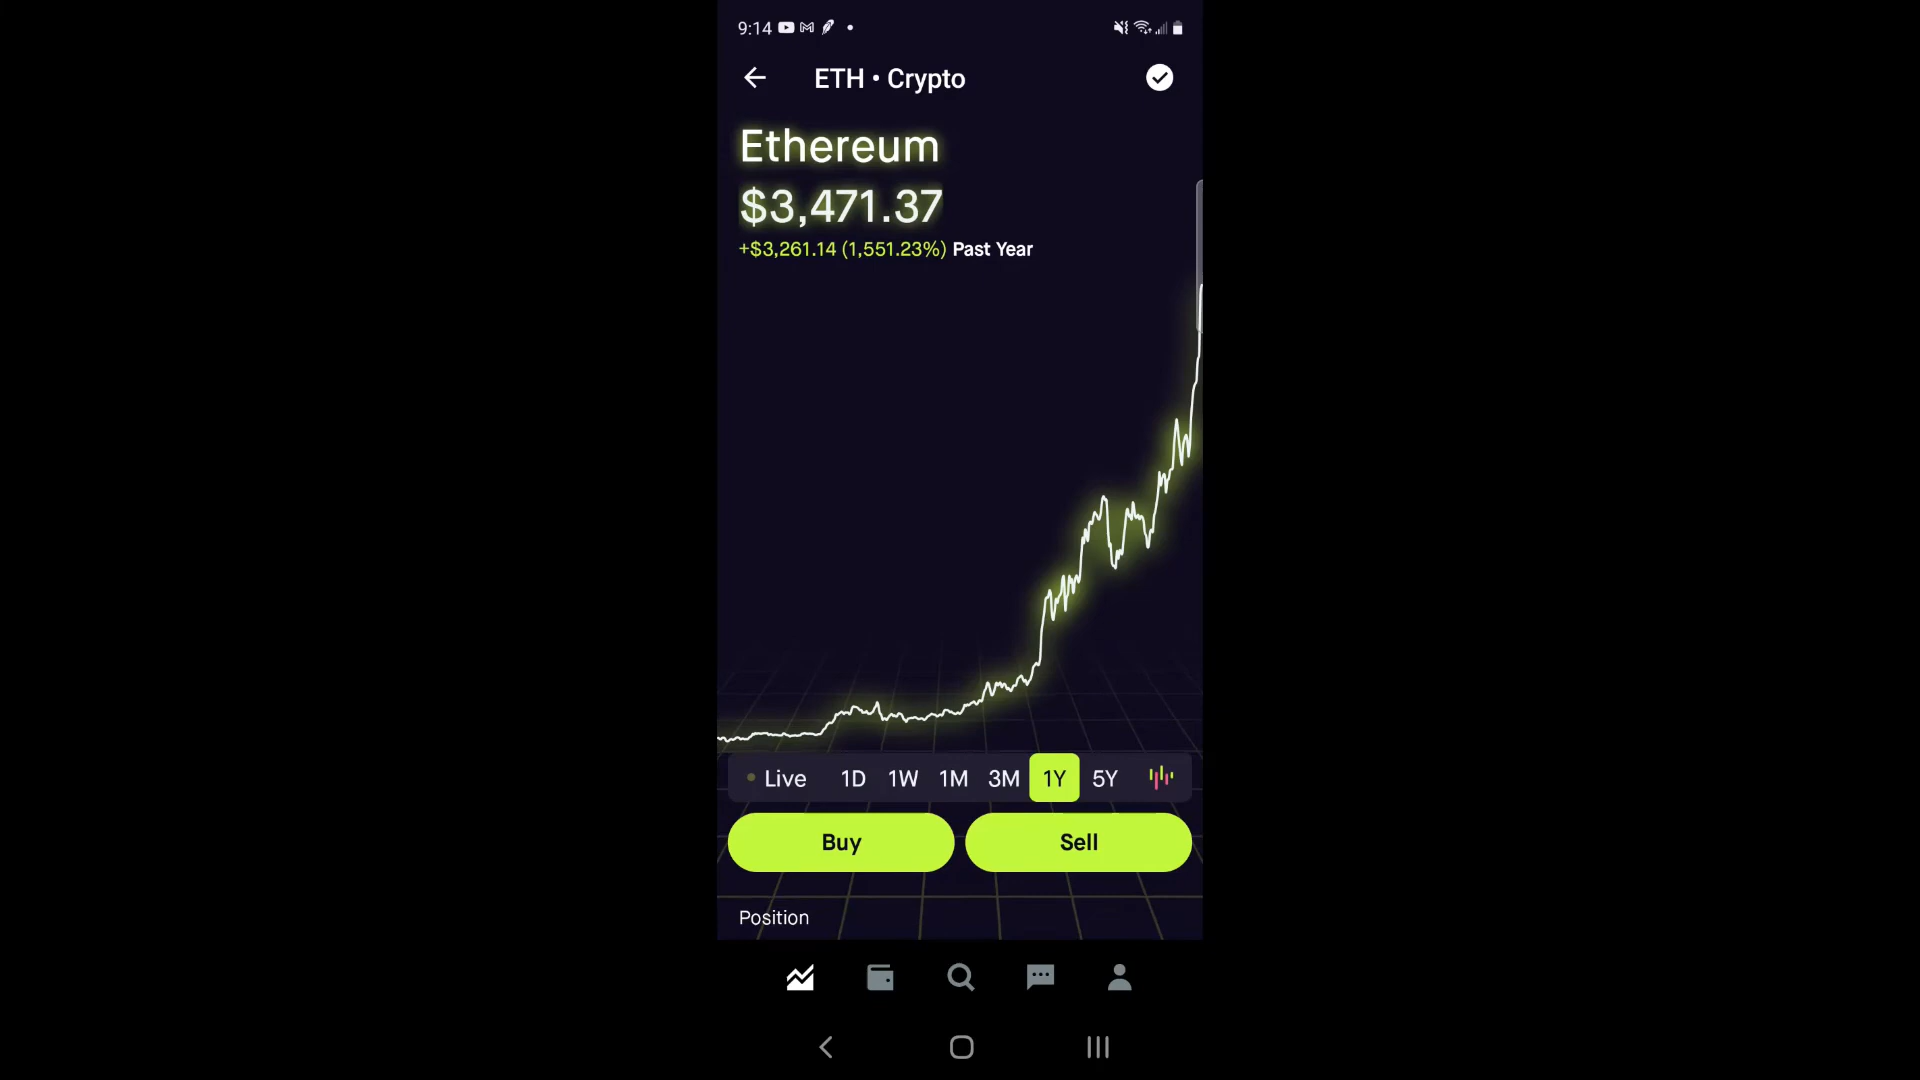 9:14
ETH • Crypto
Ethereum
$3,471.37
+$3,261.14 (1,551.23%) Past Year
Live 1D 1W 1M 3M 1Y 5Y
Buy Sell
Position